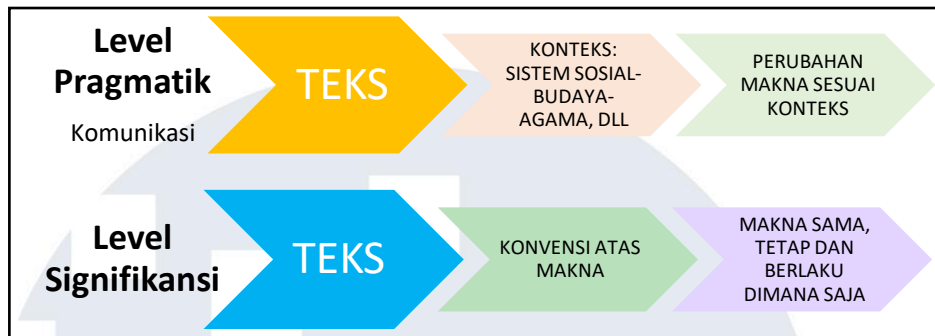 Level
Pragmatik
Komunikasi
TEKS
KONTEKS:
SISTEM SOSIAL-
BUDAYA-
AGAMA, DLL
PERUBAHAN
MAKNA SESUAI
KONTEKS
Level
Signifikansi
TEKS
KONVENSI ATAS
MAKNA
MAKNA SAMA,
TETAP DAN
BERLAKU
DIMANA SAJA